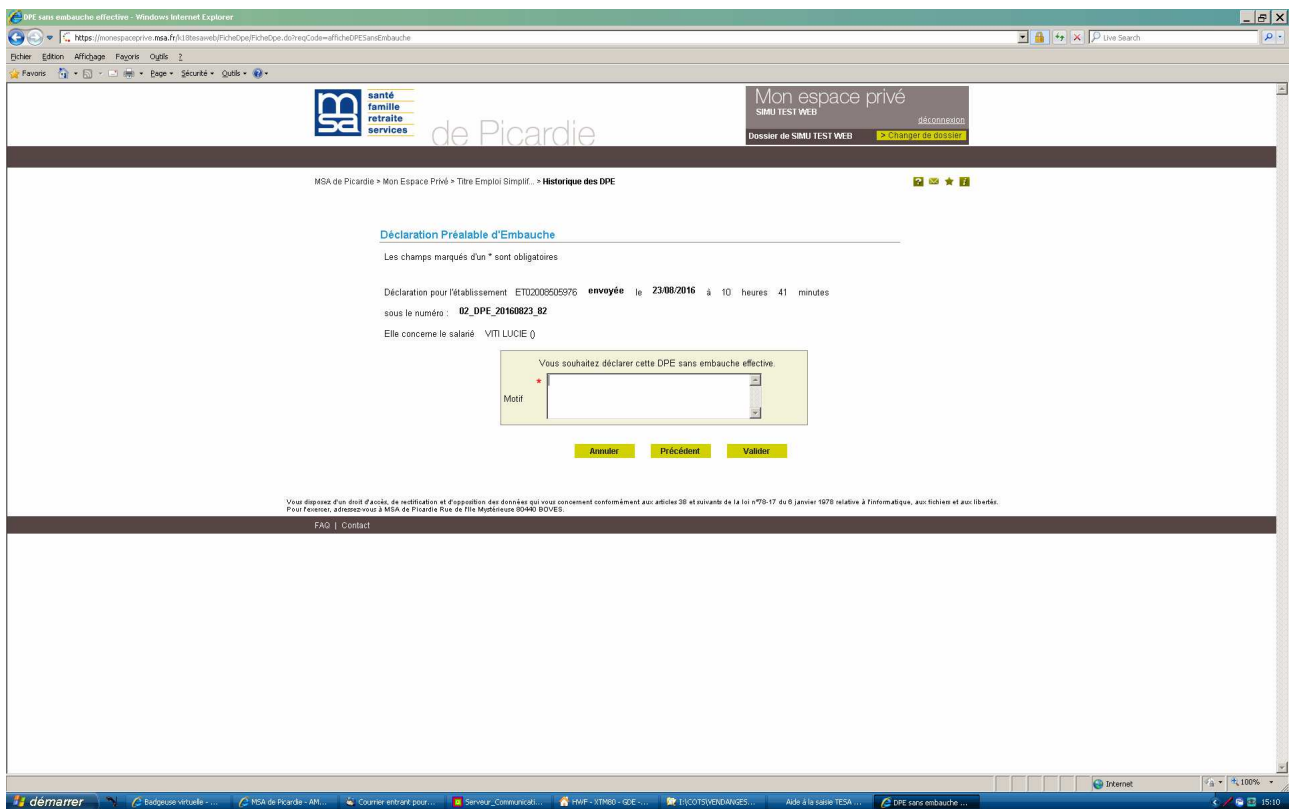 DPE sans embauche effective - Windows Internet Explorer
https://monespaceprive.msa.fr/k18tesaweb/FicheDpe/FicheDpe.do?reqCode=afficheDPESansEmbauche
Live Search
Fichier Edition Affichage Favoris Outils ?
Favoris Page Sécurité Outils
santé
famille
retraite
services
msa
de Picardie
Mon espace privé
SIMU TEST WEB
déconnexion
Dossier de SIMU TEST WEB > Changer de dossier
MSA de Picardie > Mon Espace Privé > Titre Emploi Simplif... > Historique des DPE
Déclaration Préalable d'Embauche
Les champs marqués d'un * sont obligatoires
Déclaration pour l'établissement ET02008505976 envoyée le 23/08/2016 à 10 heures 41 minutes
sous le numéro : 02_DPE_20160823_82
Elle concerne le salarié VITI LUCIE ()
Vous souhaitez déclarer cette DPE sans embauche effective.
*
Motif
Annuler Précédent Valider
Vous disposez d'un droit d'accès, de rectification et d'opposition des données qui vous concernent conformément aux articles 38 et suivants de la loi n°78-17 du 6 janvier 1978 relative à l'informatique, aux fichiers et aux libertés.
Pour l'exercer, adressez-vous à MSA de Picardie Rue de l'Ile Mystérieuse 80440 BOVES.
FAQ | Contact
Internet 100%
démarrer Badgeuse virtuelle - ... MSA de Picardie - AM... Courrier entrant pour... Serveur_Communicati... HWF - XTM80 - GDE -... I:\COTS\VENDANGES... Aide à la saisie TESA ... DPE sans embauche ... 15:10